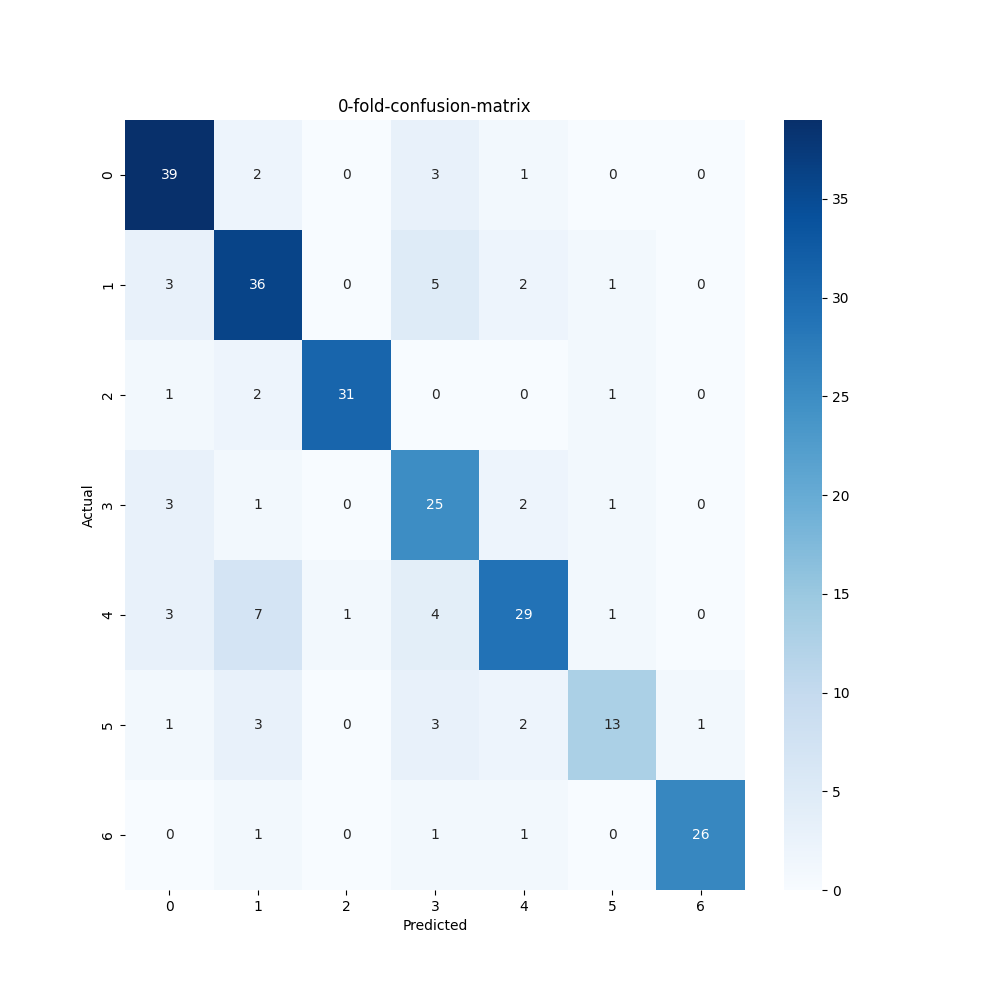 0-fold-confusion-matrix
0 39 2 0 3 1 0 0
1 3 36 0 5 2 1 0
2 1 2 31 0 0 1 0
3 3 1 0 25 2 1 0
4 3 7 1 4 29 1 0
5 1 3 0 3 2 13 1
6 0 1 0 1 1 0 26
0 1 2 3 4 5 6
Predicted
Actual
35
30
25
20
15
10
5
0